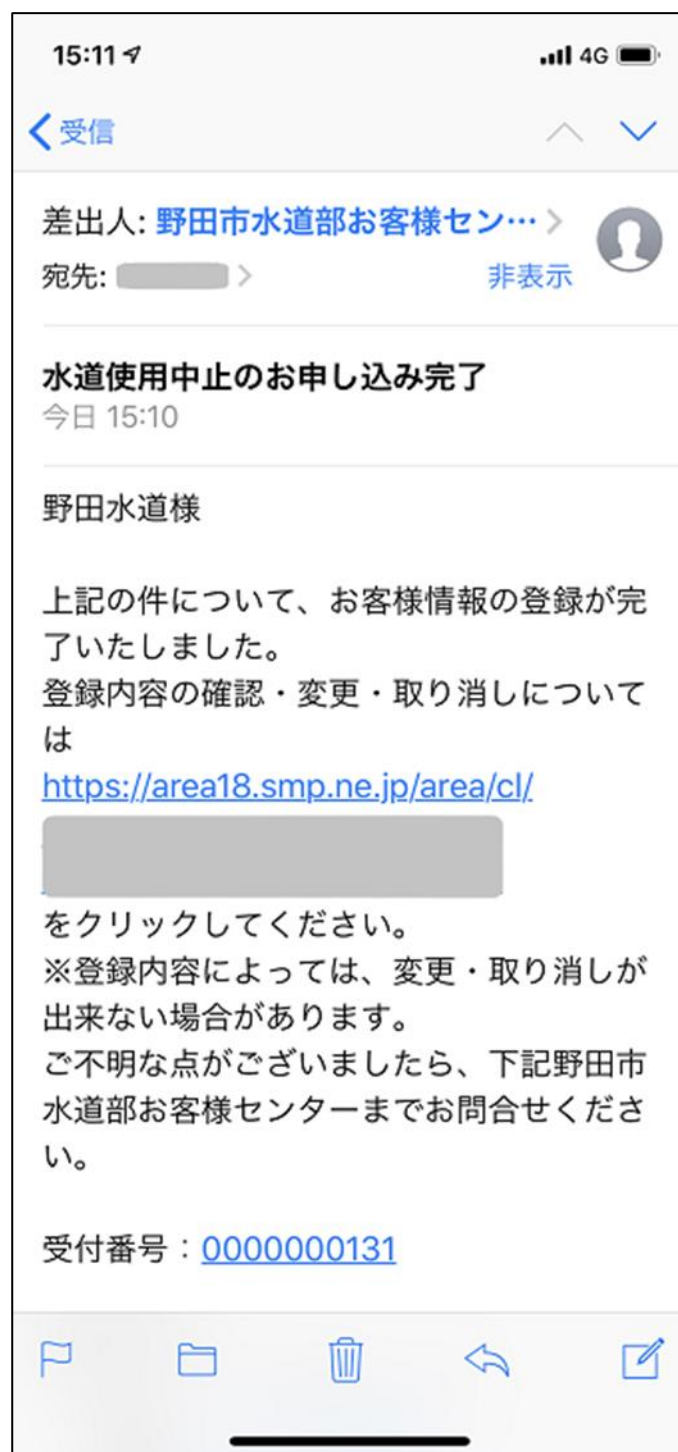 15:11
4G
受信
差出人: 野田市水道部お客様セン…
宛先:
非表示
水道使用中止のお申し込み完了
今日 15:10
野田水道様
上記の件について、お客様情報の登録が完
了いたしました。
登録内容の確認・変更・取り消しについて
は
https://area18.smp.ne.jp/area/cl/
をクリックしてください。
※登録内容によっては、変更・取り消しが
出来ない場合があります。
ご不明な点がございましたら、下記野田市
水道部お客様センターまでお問合せくださ
い。
受付番号：0000000131